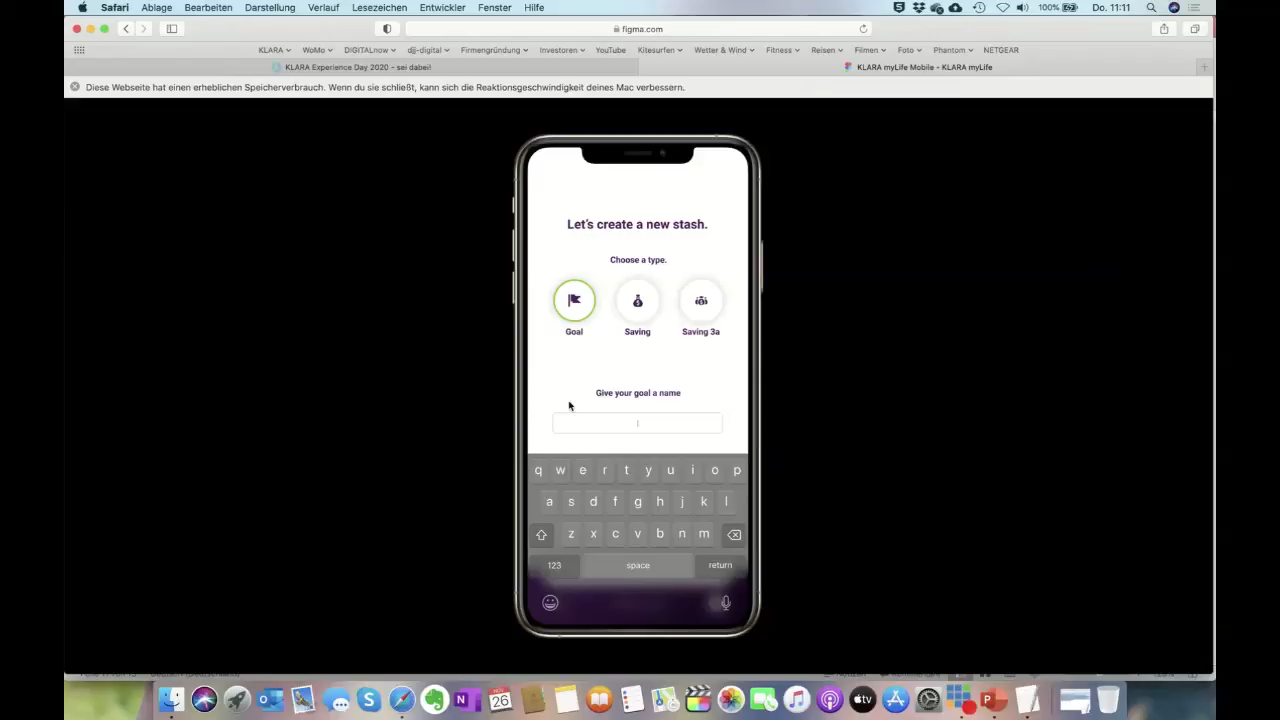 Safari Ablage Bearbeiten Darstellung Verlauf Lesezeichen Entwickler Fenster Hilfe 100% Do. 11:11
figma.com
KLARA WoMo DIGITALnow djj-digital Firmengründung Investoren YouTube Kitesurfen Wetter & Wind Fitness Reisen Filmen Foto Phantom NETGEAR
KLARA Experience Day 2020 - sei dabei! KLARA myLife Mobile - KLARA myLife
Diese Webseite hat einen erheblichen Speicherverbrauch. Wenn du sie schließt, kann sich die Reaktionsgeschwindigkeit deines Mac verbessern.
Let's create a new stash.
Choose a type.
Goal Saving Saving 3a
Give your goal a name
q w e r t y u i o p
a s d f g h j k l
z x c v b n m
123 space return
26
tv